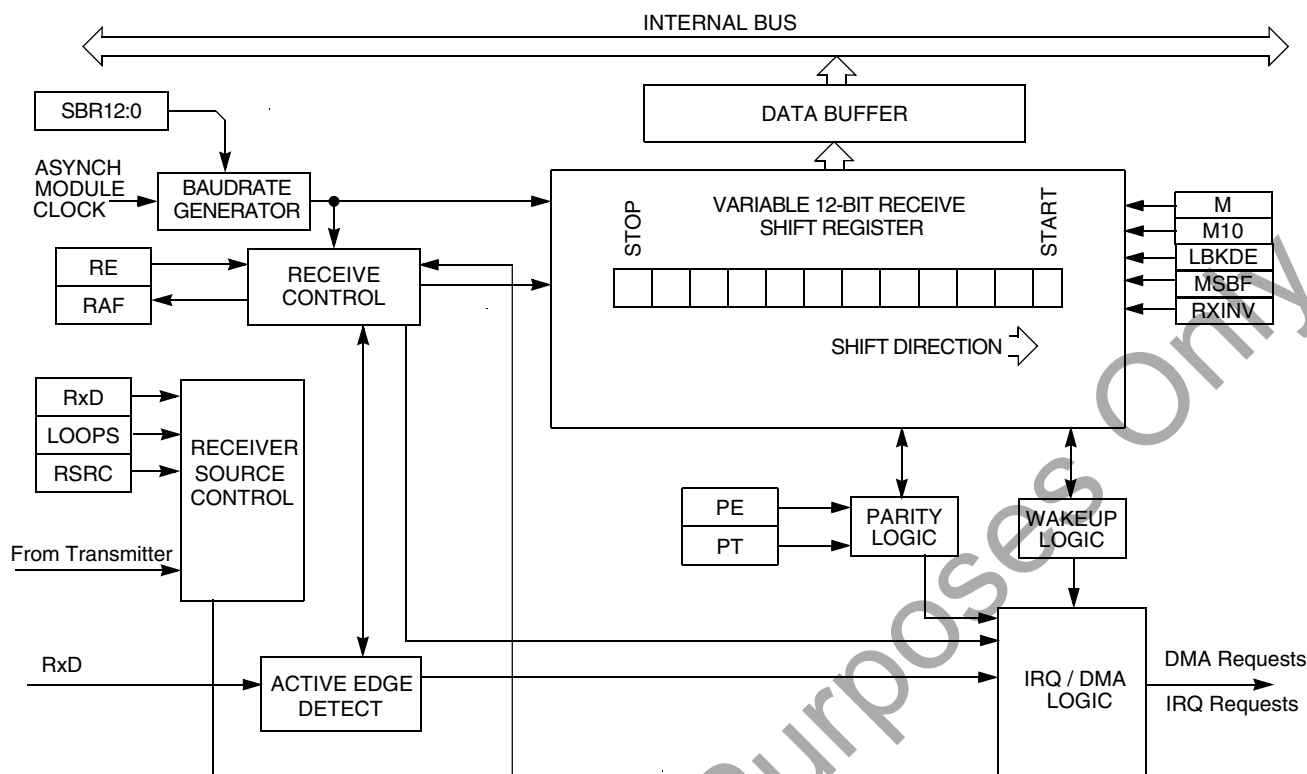 INTERNAL BUS
SBR12:0
DATA BUFFER
ASYNCH
MODULE
CLOCK
BAUDRATE
GENERATOR
VARIABLE 12-BIT RECEIVE
SHIFT REGISTER
STOP
START
M
M10
LBKDE
MSBF
RXINV
RE
RAF
RECEIVE
CONTROL
SHIFT DIRECTION
RxD
LOOPS
RSRC
RECEIVER
SOURCE
CONTROL
From Transmitter
PE
PT
PARITY
LOGIC
WAKEUP
LOGIC
RxD
ACTIVE EDGE
DETECT
IRQ / DMA
LOGIC
DMA Requests
IRQ Requests
Purposes Only